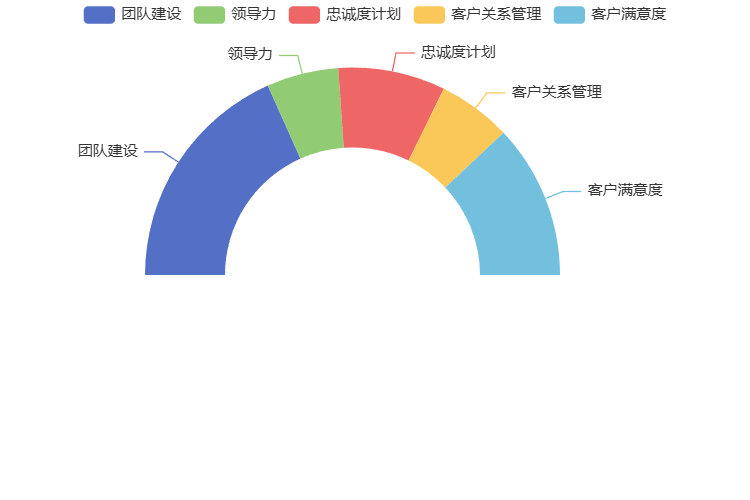 团队建设 领导力 忠诚度计划 客户关系管理 客户满意度
领导力
忠诚度计划
客户关系管理
团队建设
客户满意度